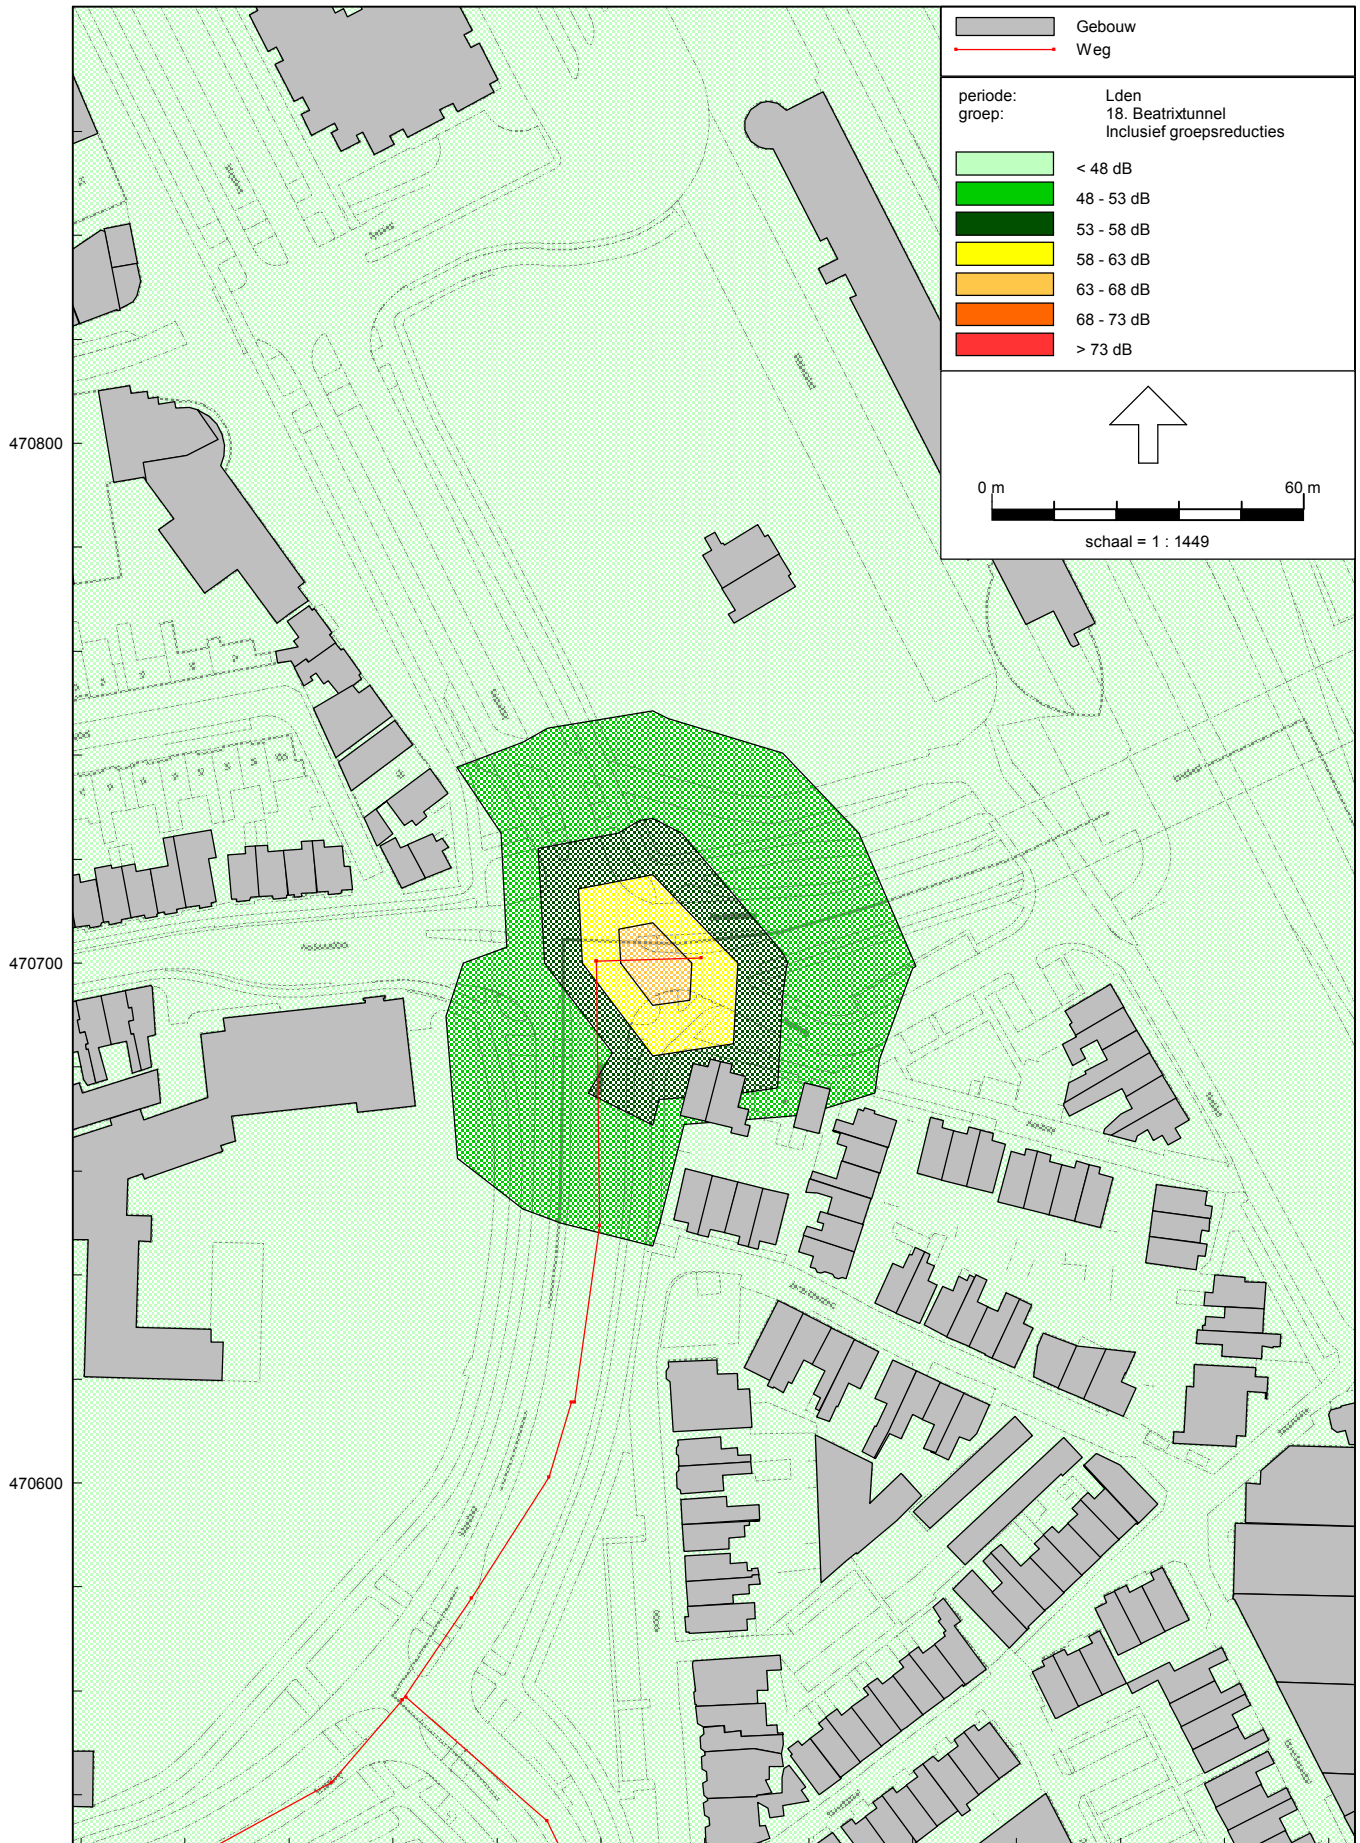 Gebouw
Weg
periode: Lden
groep: 18. Beatrixtunnel
Inclusief groepsreducties
< 48 dB
48 - 53 dB
53 - 58 dB
58 - 63 dB
63 - 68 dB
68 - 73 dB
> 73 dB
470800
0 m 60 m
schaal = 1 : 1449
470700
470600